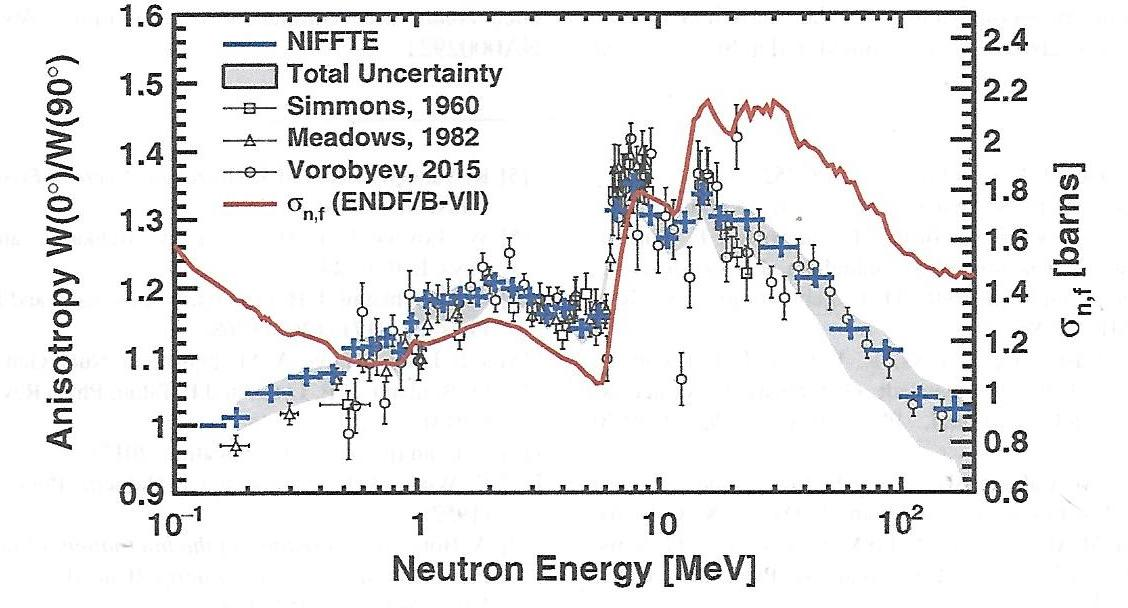 1.6
1.5
1.4
1.3
1.2
1.1
1
0.9
Anisotropy W(0°)/W(90°)
NIFFTE
Total Uncertainty
Simmons, 1960
Meadows, 1982
Vorobyev, 2015
σn,f (ENDF/B-VII)
2.4
2.2
2
1.8
1.6
1.4
1.2
1
0.8
0.6
σn,f [barns]
10⁻¹ 1 10 10²
Neutron Energy [MeV]